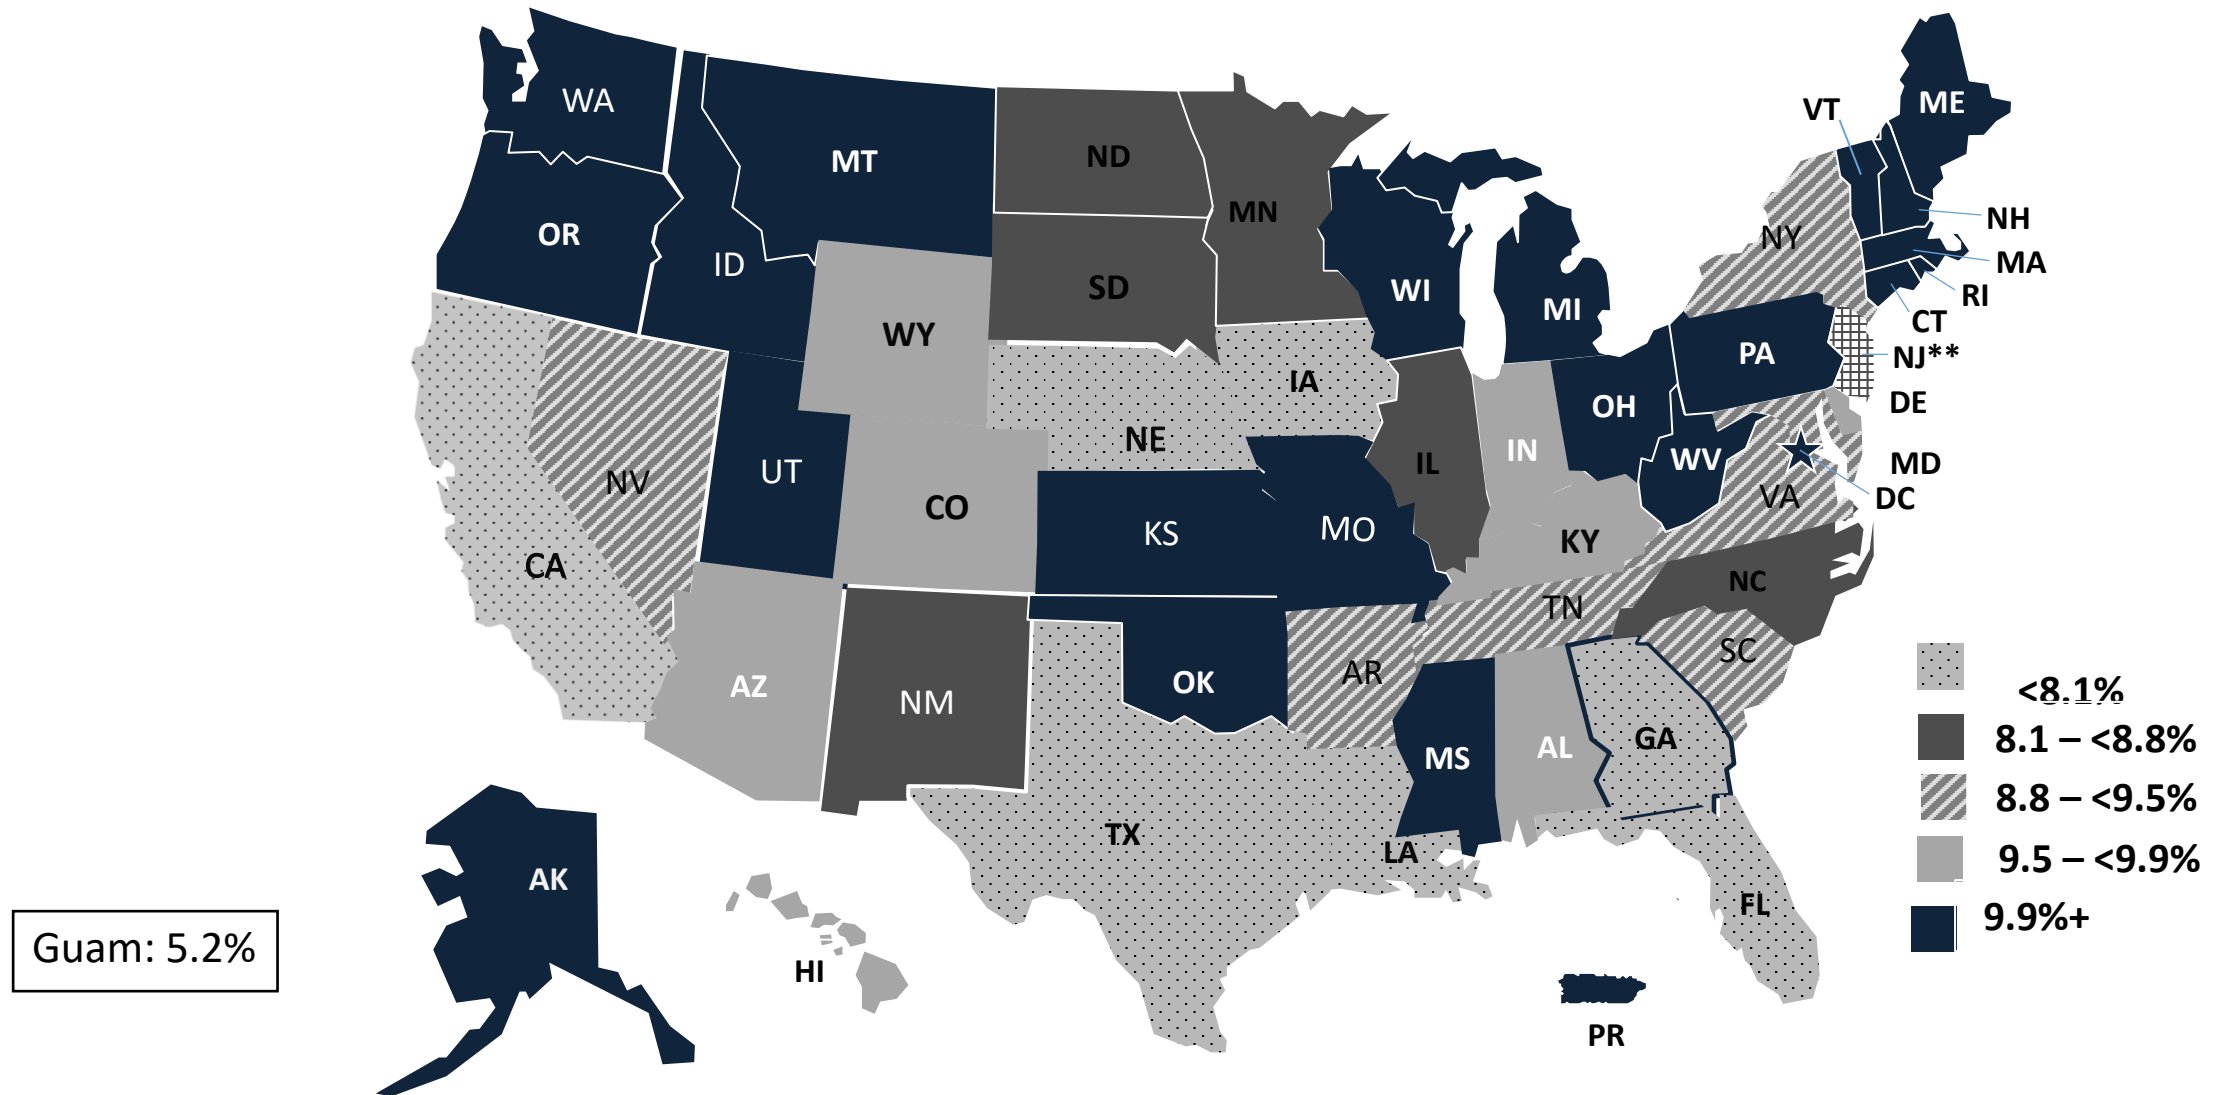 WA
MT
ND
MN
OR
ID
SD
WY
WI
MI
VT
ME
NH
NY
MA
RI
CT
NJ**
PA
DE
IA
OH
NE
IL
IN
WV
MD
DC
VA
NV
UT
CO
KS
MO
KY
CA
TN
NC
SC
AZ
NM
OK
AR
MS
AL
GA
TX
LA
FL
AK
HI
PR
Guam: 5.2%
<8.1%
8.1 – <8.8%
8.8 – <9.5%
9.5 – <9.9%
9.9%+